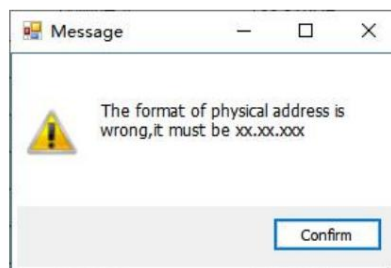 Message
The format of physical address is
wrong,it must be xx.xx.xxx
Confirm